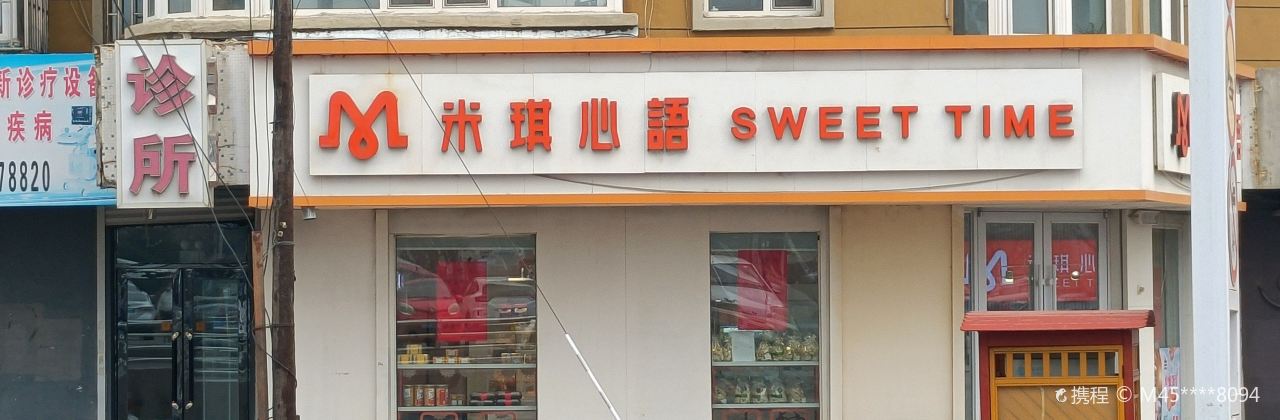 新诊疗设备
疾病
78820
诊所
米琪心語 SWEET TIME
琪心
SWEET T
携程 © M45****8094